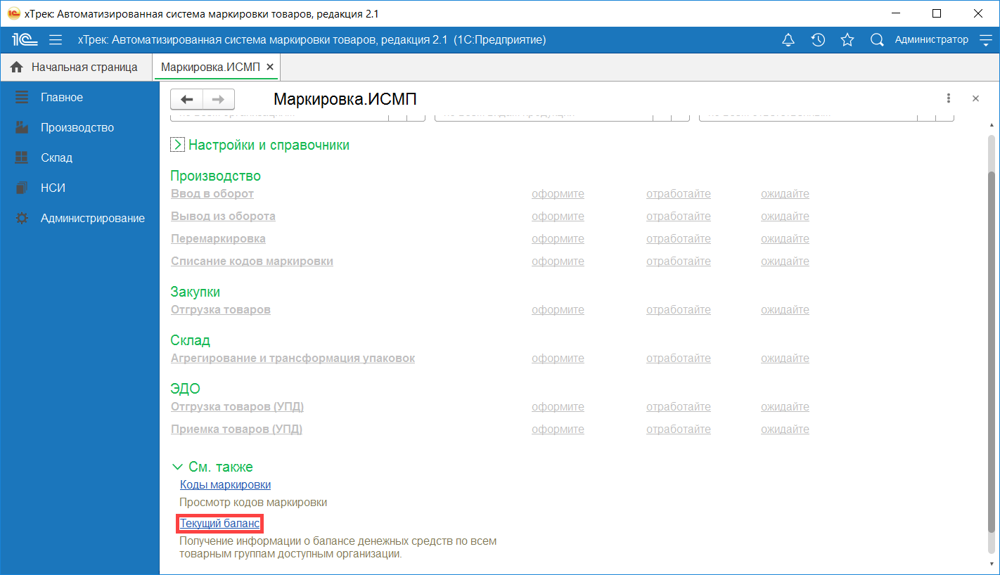 хТрек: Автоматизированная система маркировки товаров, редакция 2.1
1С хТрек: Автоматизированная система маркировки товаров, редакция 2.1 (1С:Предприятие) Администратор
Начальная страница Маркировка.ИСМП
Главное
Производство
Склад
НСИ
Администрирование
Маркировка.ИСМП
Настройки и справочники
Производство
Ввод в оборот оформите отработайте ожидайте
Вывод из оборота оформите отработайте ожидайте
Перемаркировка оформите отработайте ожидайте
Списание кодов маркировки оформите отработайте ожидайте
Закупки
Отгрузка товаров оформите отработайте ожидайте
Склад
Агрегирование и трансформация упаковок оформите отработайте ожидайте
ЭДО
Отгрузка товаров (УПД) оформите отработайте ожидайте
Приемка товаров (УПД) оформите отработайте ожидайте
См. также
Коды маркировки
Просмотр кодов маркировки
Текущий баланс
Получение информации о балансе денежных средств по всем
товарным группам доступным организации.